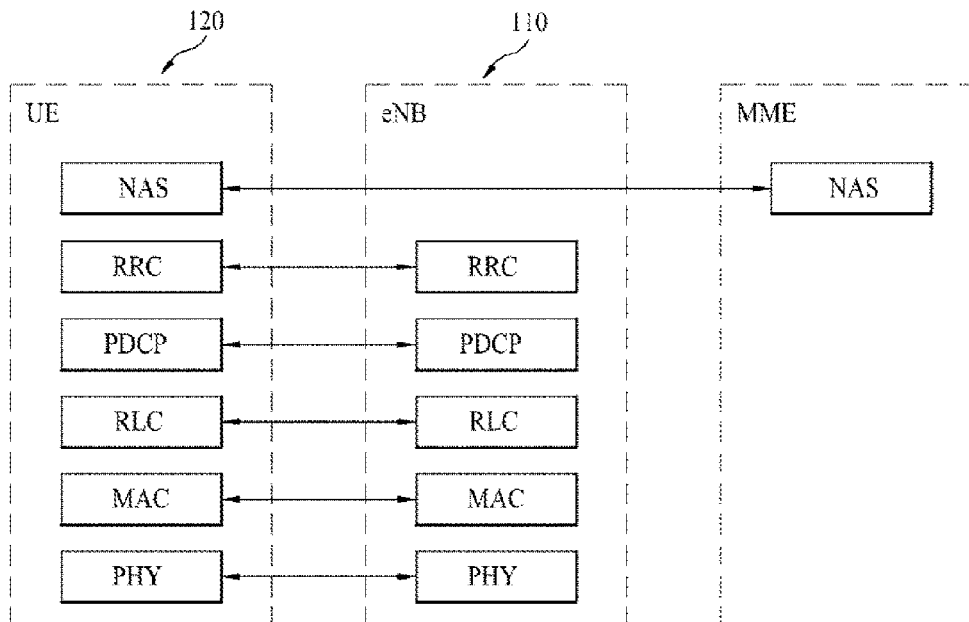 120 110
UE eNB MME
NAS NAS
RRC RRC
PDCP PDCP
RLC RLC
MAC MAC
PHY PHY